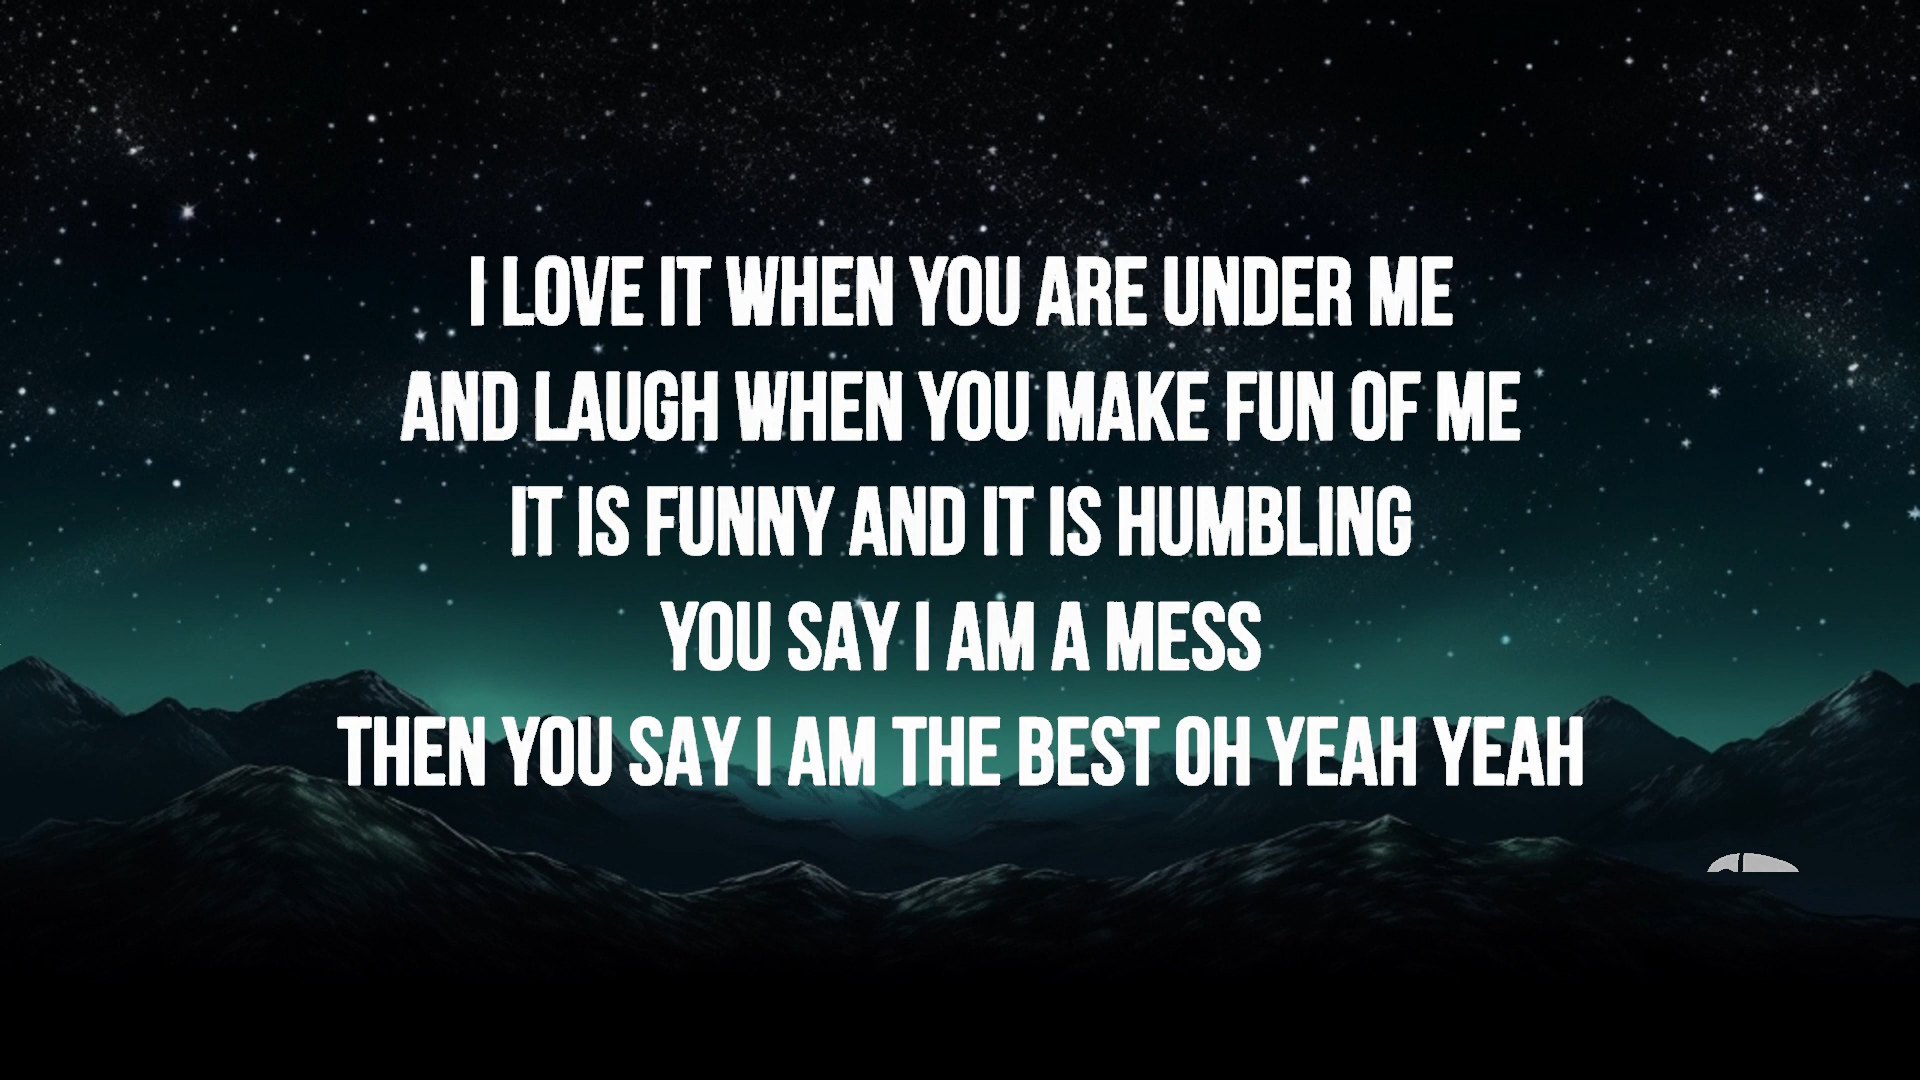 I LOVE IT WHEN YOU ARE UNDER ME
AND LAUGH WHEN YOU MAKE FUN OF ME
IT IS FUNNY AND IT IS HUMBLING
YOU SAY I AM A MESS
THEN YOU SAY I AM THE BEST OH YEAH YEAH